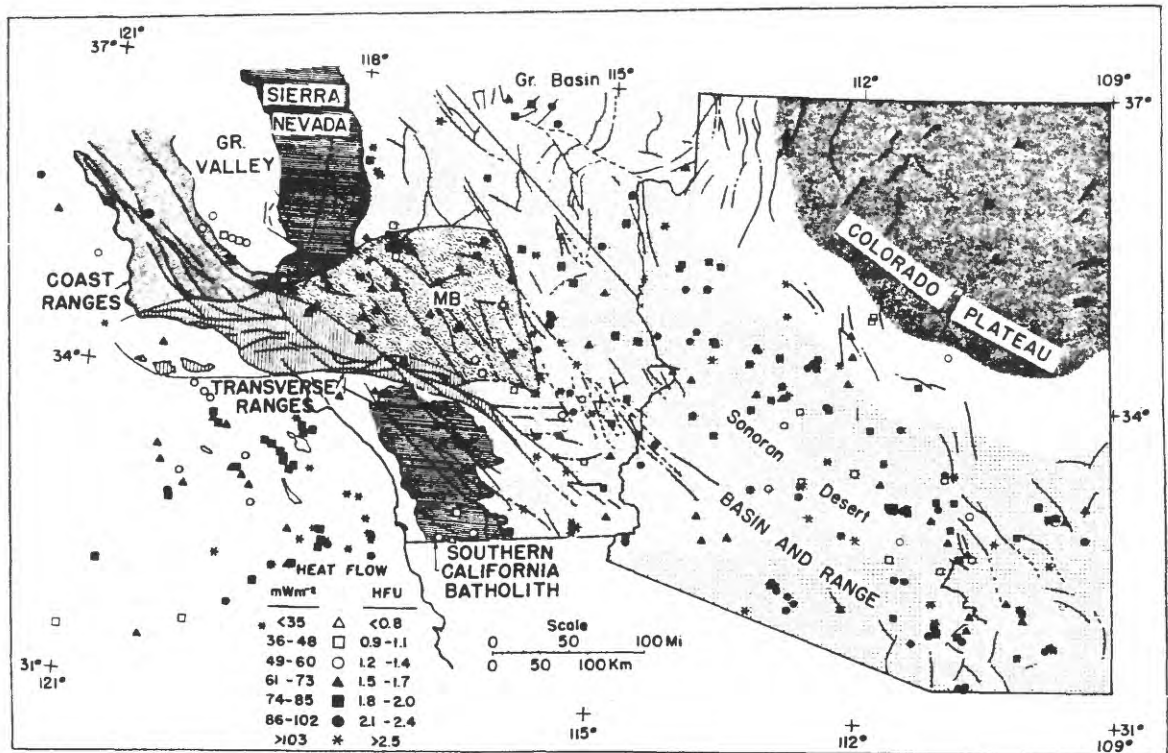 121°
37°
118°
Gr. Basin
115°
112°
109°
37°
SIERRA
NEVADA
GR.
VALLEY
COLORADO
PLATEAU
COAST
RANGES
MB
34°
TRANSVERSE
RANGES
34°
Sonoran
Desert
BASIN AND RANGE
SOUTHERN
CALIFORNIA
BATHOLITH
HEAT FLOW
mWm⁻² HFU
<35 <0.8
36-48 0.9-1.1
49-60 1.2-1.4
61-73 1.5-1.7
74-85 1.8-2.0
86-102 2.1-2.4
>103 >2.5
Scale
0 50 100 Mi
0 50 100 Km
31°
121°
115°
112°
31°
109°